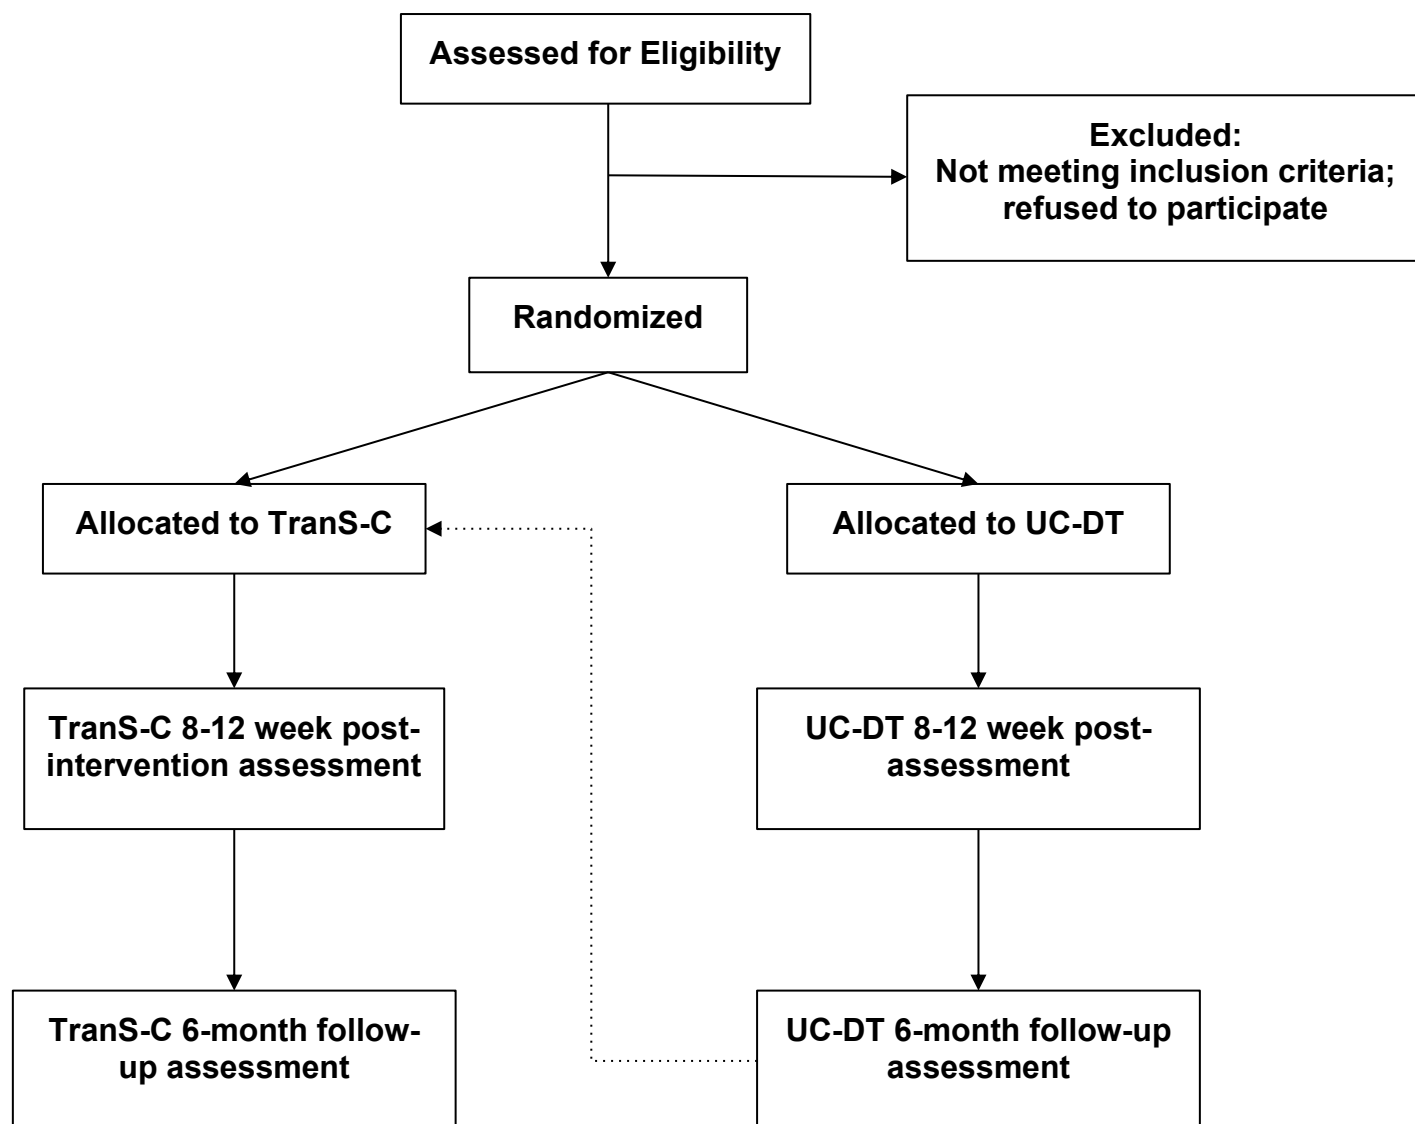 Assessed for Eligibility
Excluded:
Not meeting inclusion criteria;
refused to participate
Randomized
Allocated to TranS-C
Allocated to UC-DT
TranS-C 8-12 week post-
intervention assessment
UC-DT 8-12 week post-
assessment
TranS-C 6-month follow-
up assessment
UC-DT 6-month follow-up
assessment